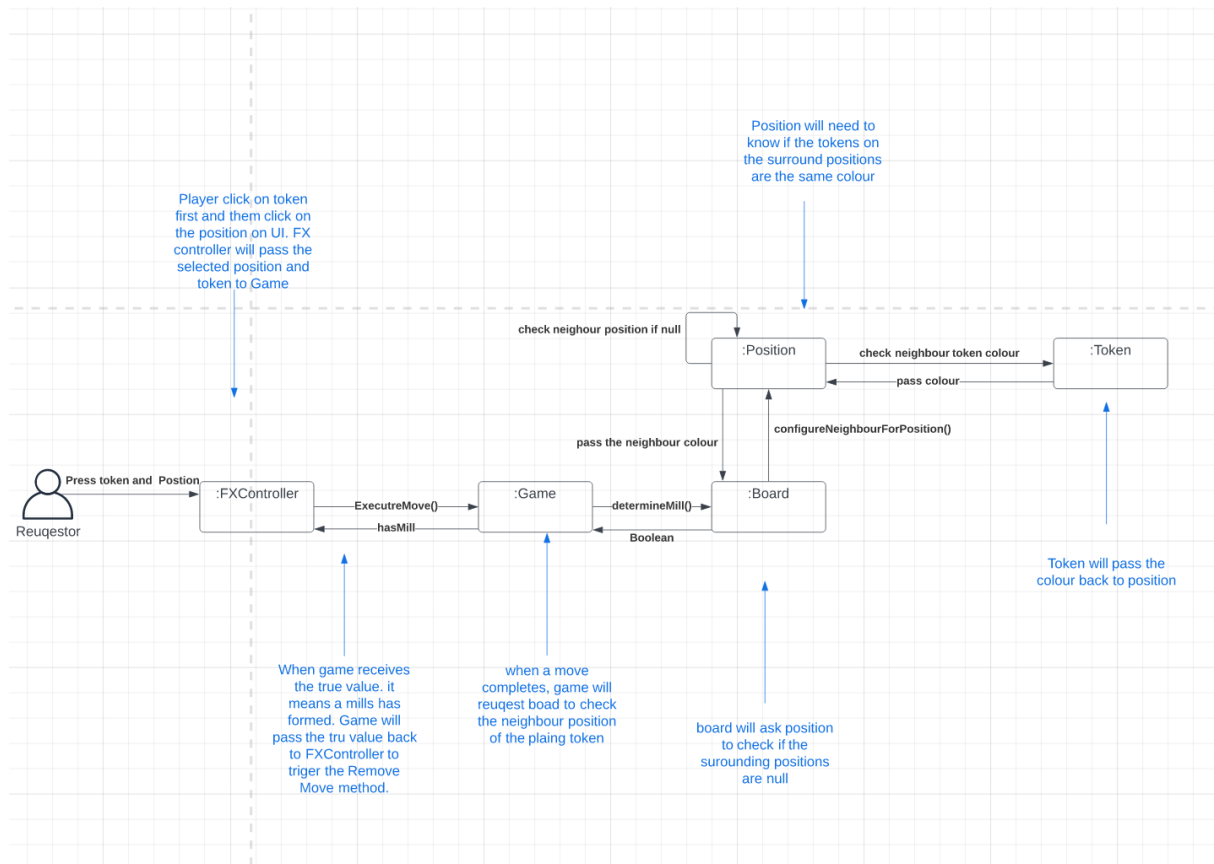 Position will need to
know if the tokens on
the surround positions
are the same colour
Player click on token
first and them click on
the position on UI. FX
controller will pass the
selected position and
token to Game
check neighour position if null
:Position
check neighbour token colour
pass colour
:Token
pass the neighbour colour
configureNeighbourForPosition()
Press token and Postion
Reuqestor
:FXController
ExecutreMove()
hasMill
:Game
determineMill()
Boolean
:Board
Token will pass the
colour back to position
When game receives
the true value. it
means a mills has
formed. Game will
pass the tru value back
to FXController to
triger the Remove
Move method.
when a move
completes, game will
reuqest boad to check
the neighbour position
of the plaing token
board will ask position
to check if the
surounding positions
are null